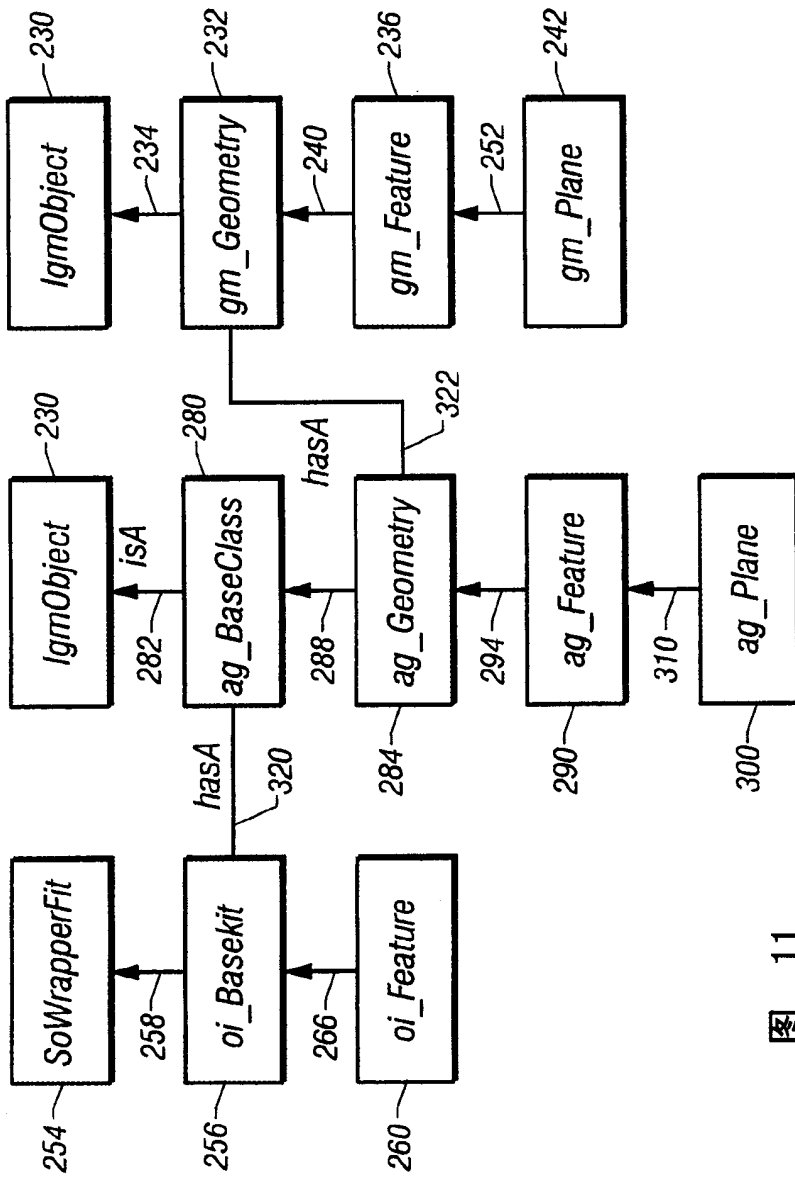 254
SoWrapperFit
258
256
oi_Basekit
266
260
oi_Feature
hasA
320
IgmObject
230
isA
282
ag_BaseClass
280
288
ag_Geometry
284
hasA
322
294
ag_Feature
290
310
ag_Plane
300
IgmObject
230
234
gm_Geometry
232
240
gm_Feature
236
252
gm_Plane
242
图 11